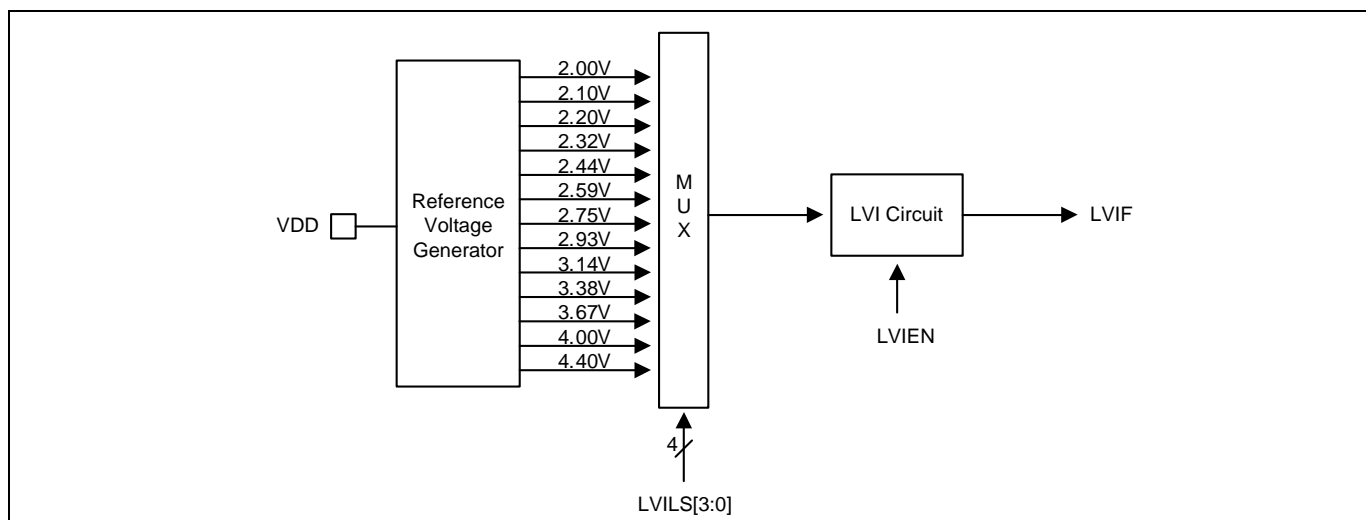 VDD
Reference
Voltage
Generator
2.00V
2.10V
2.20V
2.32V
2.44V
2.59V
2.75V
2.93V
3.14V
3.38V
3.67V
4.00V
4.40V
M
U
X
4
LVILS[3:0]
LVI Circuit
LVIEN
LVIF